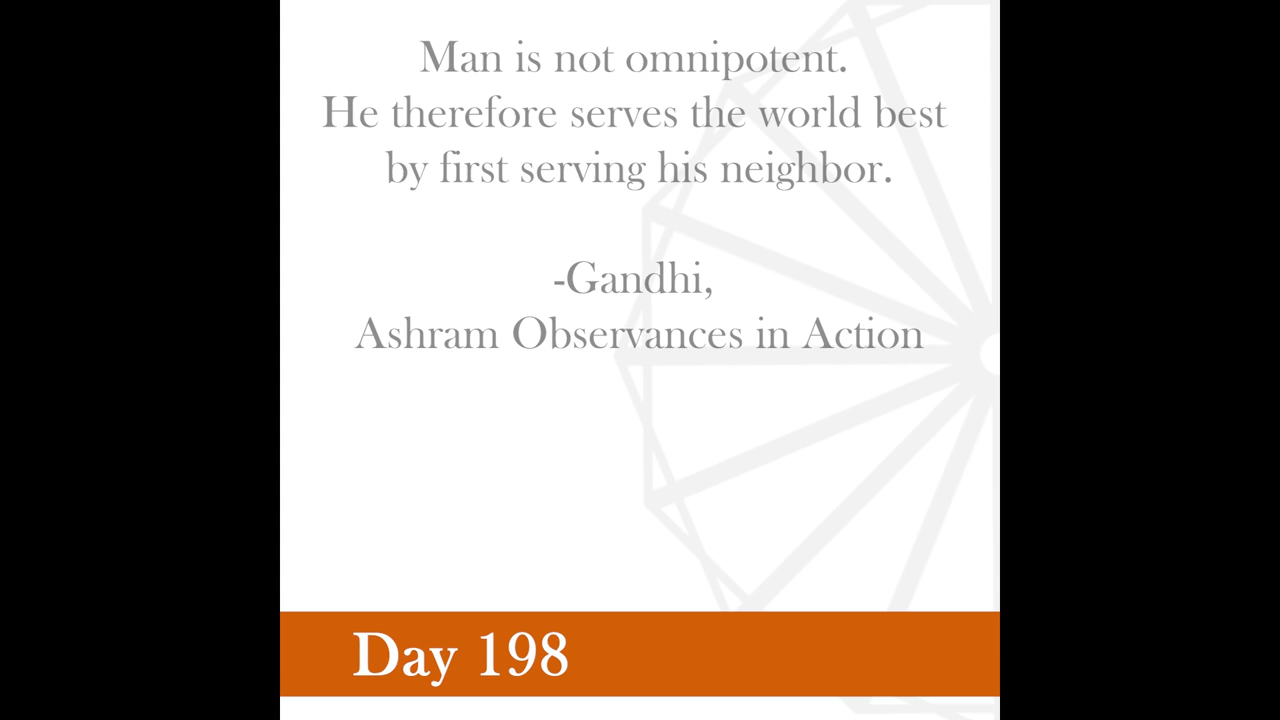 Man is not omnipotent.
He therefore serves the world best
by first serving his neighbor.
-Gandhi,
Ashram Observances in Action
Day 198